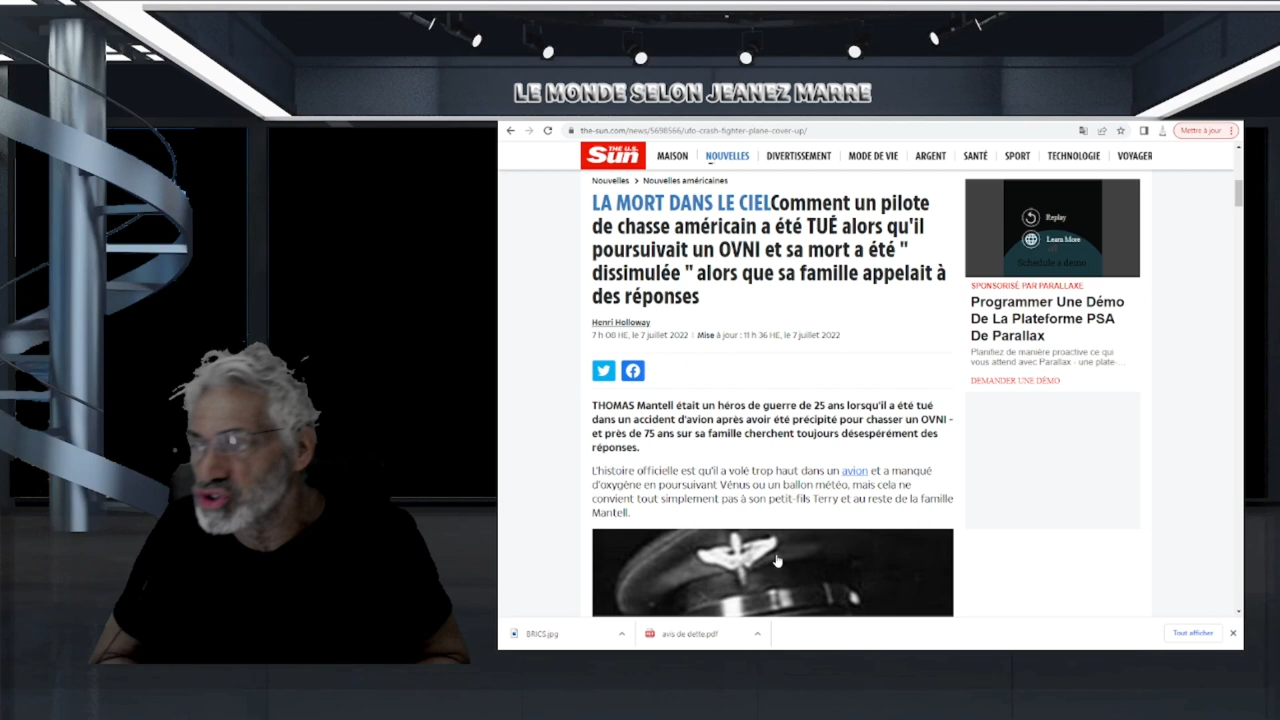 LE MONDE SELON JEANEZ MARRE
the-sun.com/news/5698566/ufo-crash-fighter-plane-cover-up/
Mettre à jour
THE U.S. Sun
MAISON NOUVELLES DIVERTISSEMENT MODE DE VIE ARGENT SANTÉ SPORT TECHNOLOGIE VOYAGER
Nouvelles > Nouvelles américaines
LA MORT DANS LE CIELComment un pilote
de chasse américain a été TUÉ alors qu'il
poursuivait un OVNI et sa mort a été "
dissimulée " alors que sa famille appelait à
des réponses
Henri Holloway
7 h 08 HE, le 7 juillet 2022 | Mise à jour : 11 h 36 HE, le 7 juillet 2022
THOMAS Mantell était un héros de guerre de 25 ans lorsqu'il a été tué
dans un accident d'avion après avoir été précipité pour chasser un OVNI -
et près de 75 ans sur sa famille cherchent toujours désespérément des
réponses.
L'histoire officielle est qu'il a volé trop haut dans un avion et a manqué
d'oxygène en poursuivant Vénus ou un ballon météo, mais cela ne
convient tout simplement pas à son petit-fils Terry et au reste de la famille
Mantell.
Replay
Learn More
Schedule a demo
SPONSORISÉ PAR PARALLAXE
Programmer Une Démo
De La Plateforme PSA
De Parallax
Planifiez de manière proactive ce qui
vous attend avec Parallax - une plate-...
DEMANDER UNE DÉMO
BRICS.jpg
avis de dette.pdf
Tout afficher